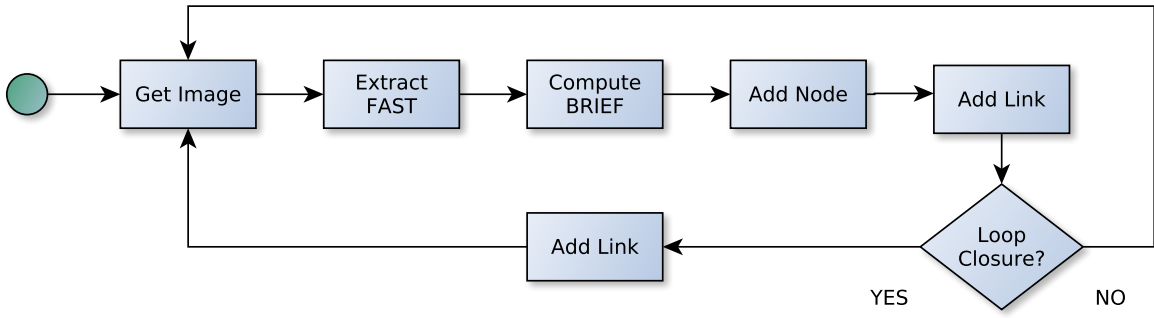 Get Image
Extract
FAST
Compute
BRIEF
Add Node
Add Link
Loop
Closure?
Add Link
YES
NO